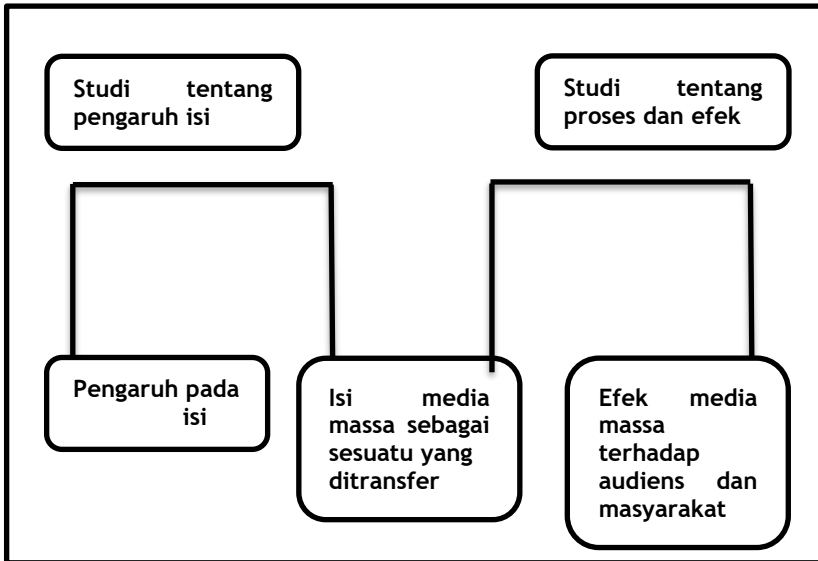 Studi tentang
pengaruh isi
Studi tentang
proses dan efek
Pengaruh pada
isi
Isi media
massa sebagai
sesuatu yang
ditransfer
Efek media
massa
terhadap
audiens dan
masyarakat